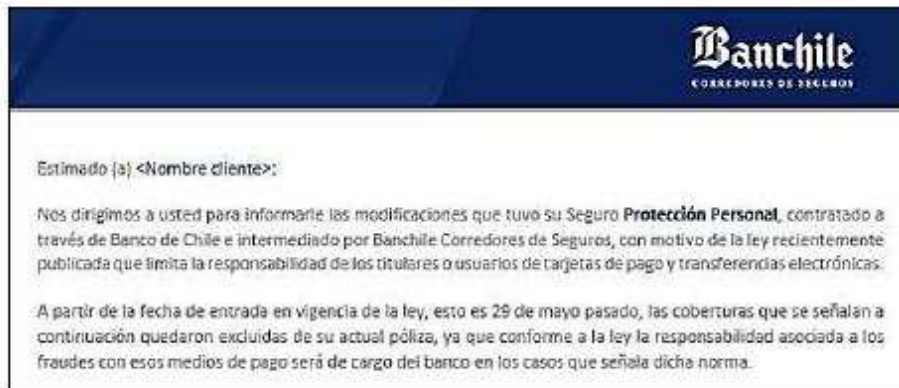 Banchile
CORREDORES DE SEGUROS
Estimado (a) <Nombre cliente>:
Nos dirigimos a usted para informarle las modificaciones que tuvo su Seguro Protección Personal, contratado a
través de Banco de Chile e intermediado por Banchile Corredores de Seguros, con motivo de la ley recientemente
publicada que limita la responsabilidad de los titulares o usuarios de tarjetas de pago y transferencias electrónicas.
A partir de la fecha de entrada en vigencia de la ley, esto es 29 de mayo pasado, las coberturas que se señalan a
continuación quedaron excluidas de su actual póliza, ya que conforme a la ley la responsabilidad asociada a los
fraudes con esos medios de pago será de cargo del banco en los casos que señala dicha norma.